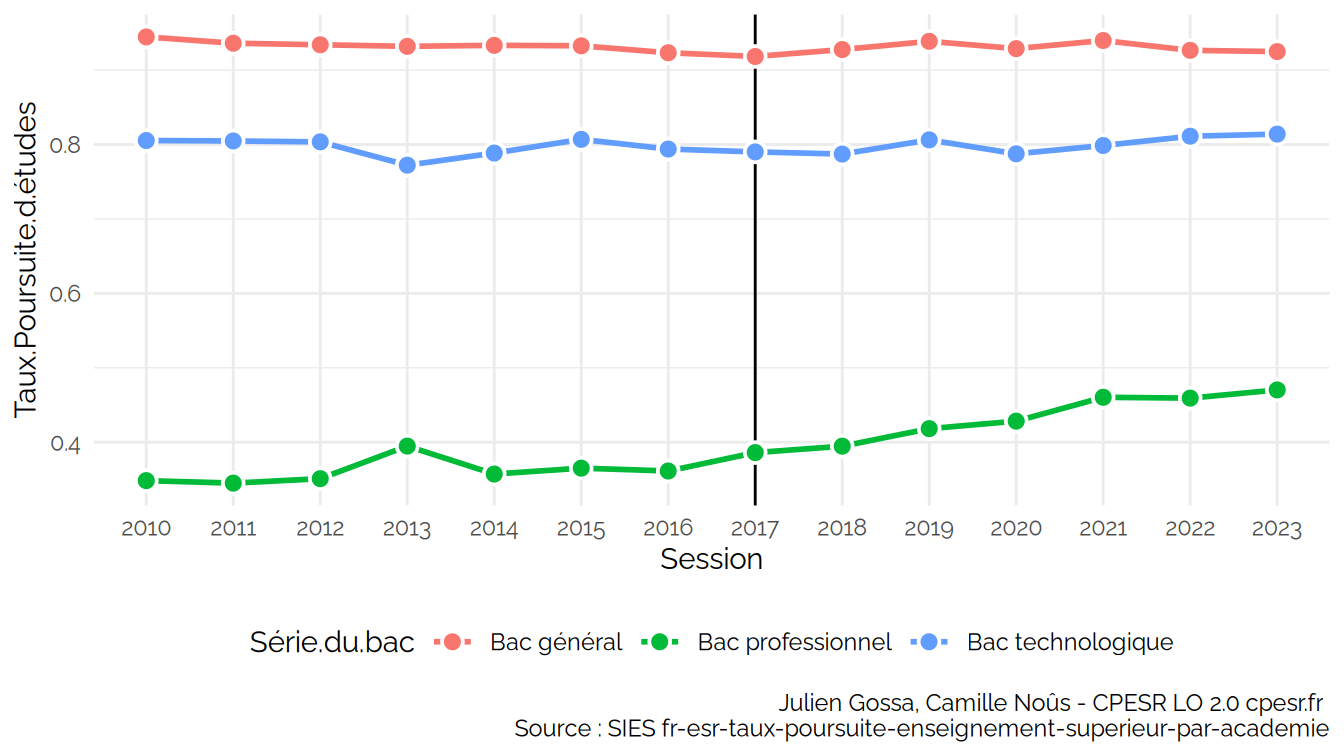 Taux.Poursuite.d.études
0.8
0.6
0.4
2010 2011 2012 2013 2014 2015 2016 2017 2018 2019 2020 2021 2022 2023
Session
Série.du.bac Bac général Bac professionnel Bac technologique
Julien Gossa, Camille Noûs - CPESR LO 2.0 cpesr.fr
Source : SIES fr-esr-taux-poursuite-enseignement-superieur-par-academie